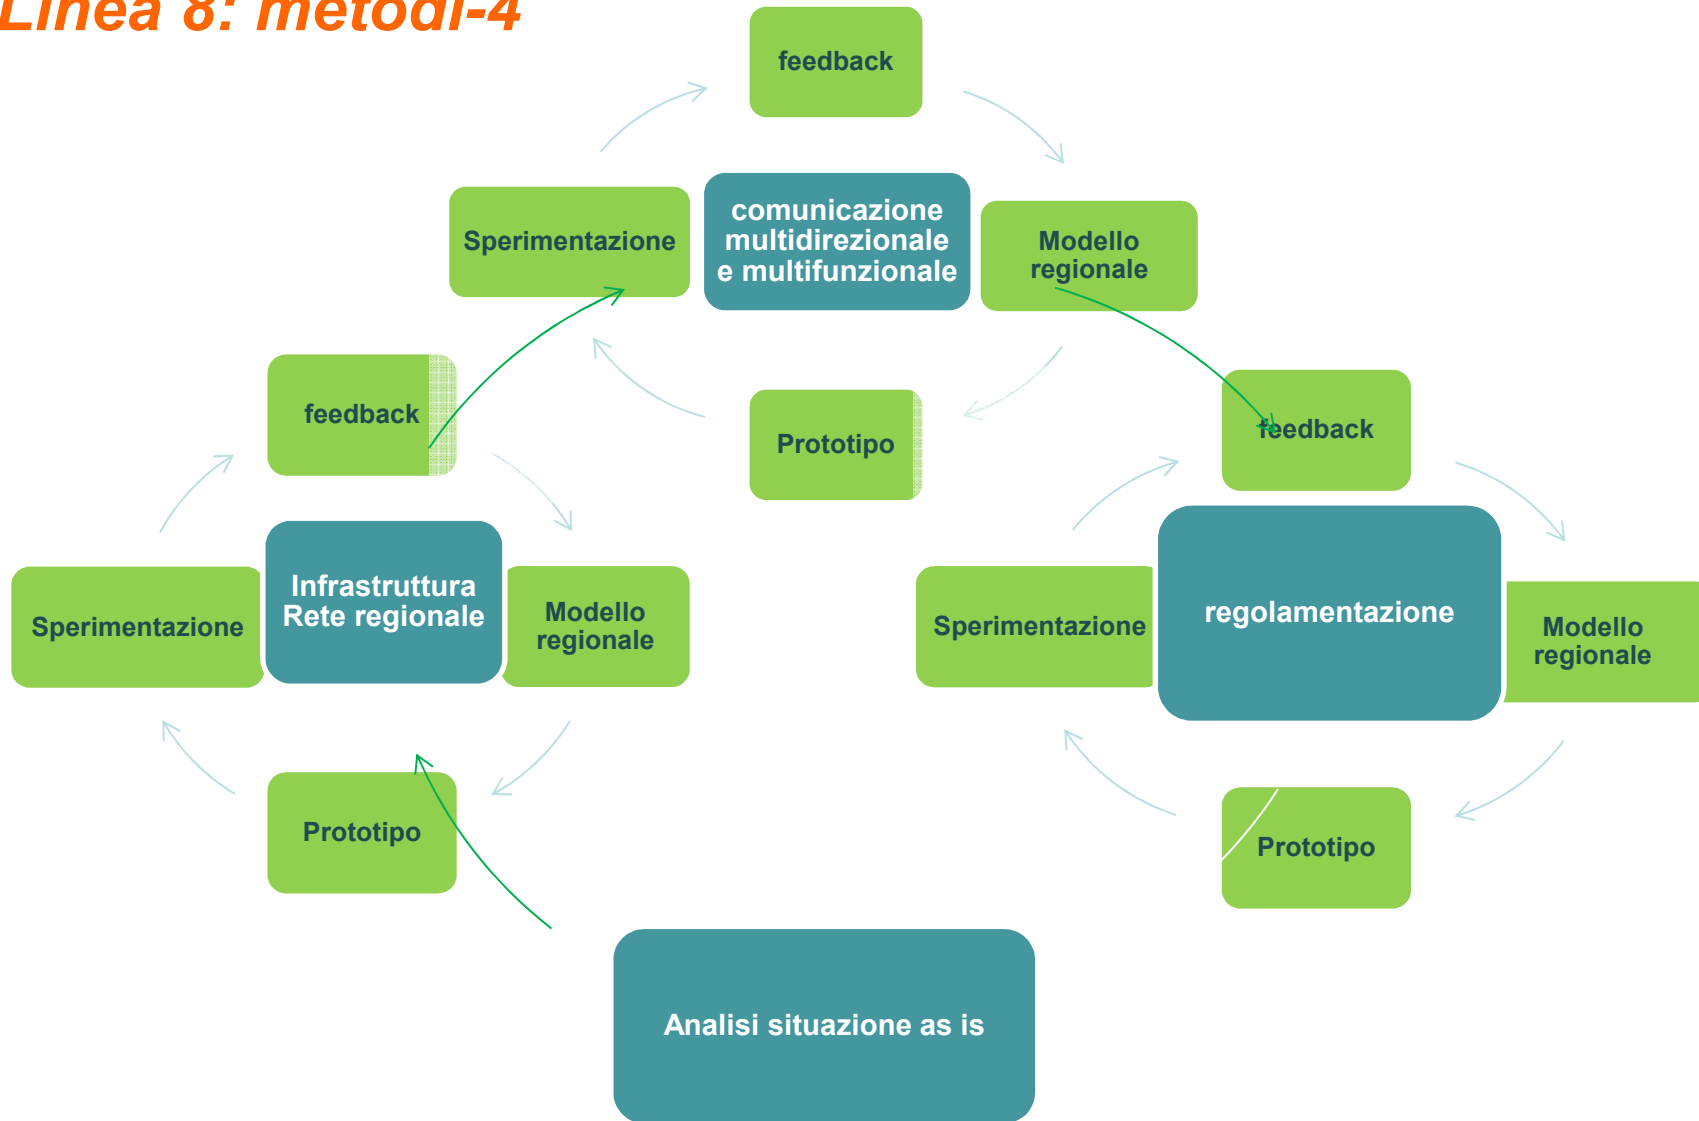 Linea 8: metodi-4
feedback
Sperimentazione
comunicazione
multidirezionale
e multifunzionale
Modello
regionale
Prototipo
feedback
Sperimentazione
Infrastruttura
Rete regionale
Modello
regionale
Prototipo
feedback
Sperimentazione
regolamentazione
Modello
regionale
Prototipo
Analisi situazione as is